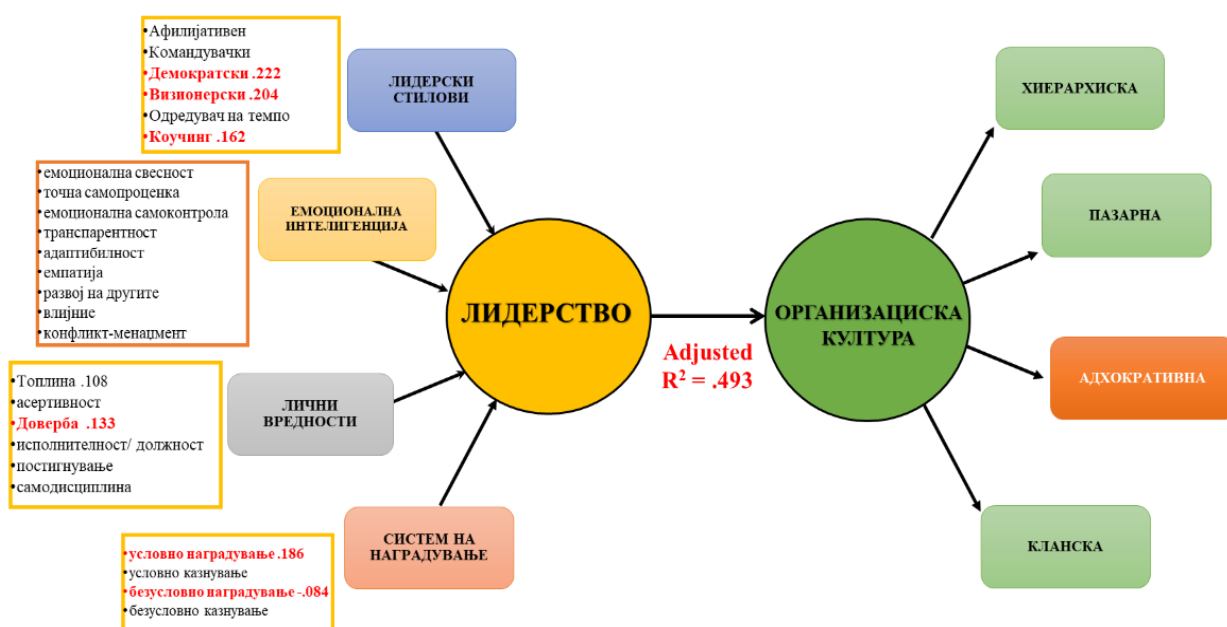 •Афилијативен
•Командувачки
•Демократски .222
•Визионерски .204
•Одредувач на темпо
•Коучинг .162
ЛИДЕРСКИ
СТИЛОВИ
•емоционална свесност
•точна самопроценка
•емоционална самоконтрола
•транспарентност
•адаптибилност
•емпатија
•развој на другите
•влијние
•конфликт-менаџмент
ЕМОЦИОНАЛНА
ИНТЕЛИГЕНЦИЈА
•Топлина .108
•асертивност
•Доверба .133
•исполнителност/ должност
•постигнување
•самодисциплина
ЛИЧНИ
ВРЕДНОСТИ
•условно наградување .186
•условно казнување
•безусловно наградување -.084
•безусловно казнување
СИСТЕМ НА
НАГРАДУВАЊЕ
ЛИДЕРСТВО
Adjusted
R² = .493
ОРГАНИЗАЦИСКА
КУЛТУРА
ХИЕРАРХИСКА
ПАЗАРНА
АДХОКРАТИВНА
КЛАНСКА